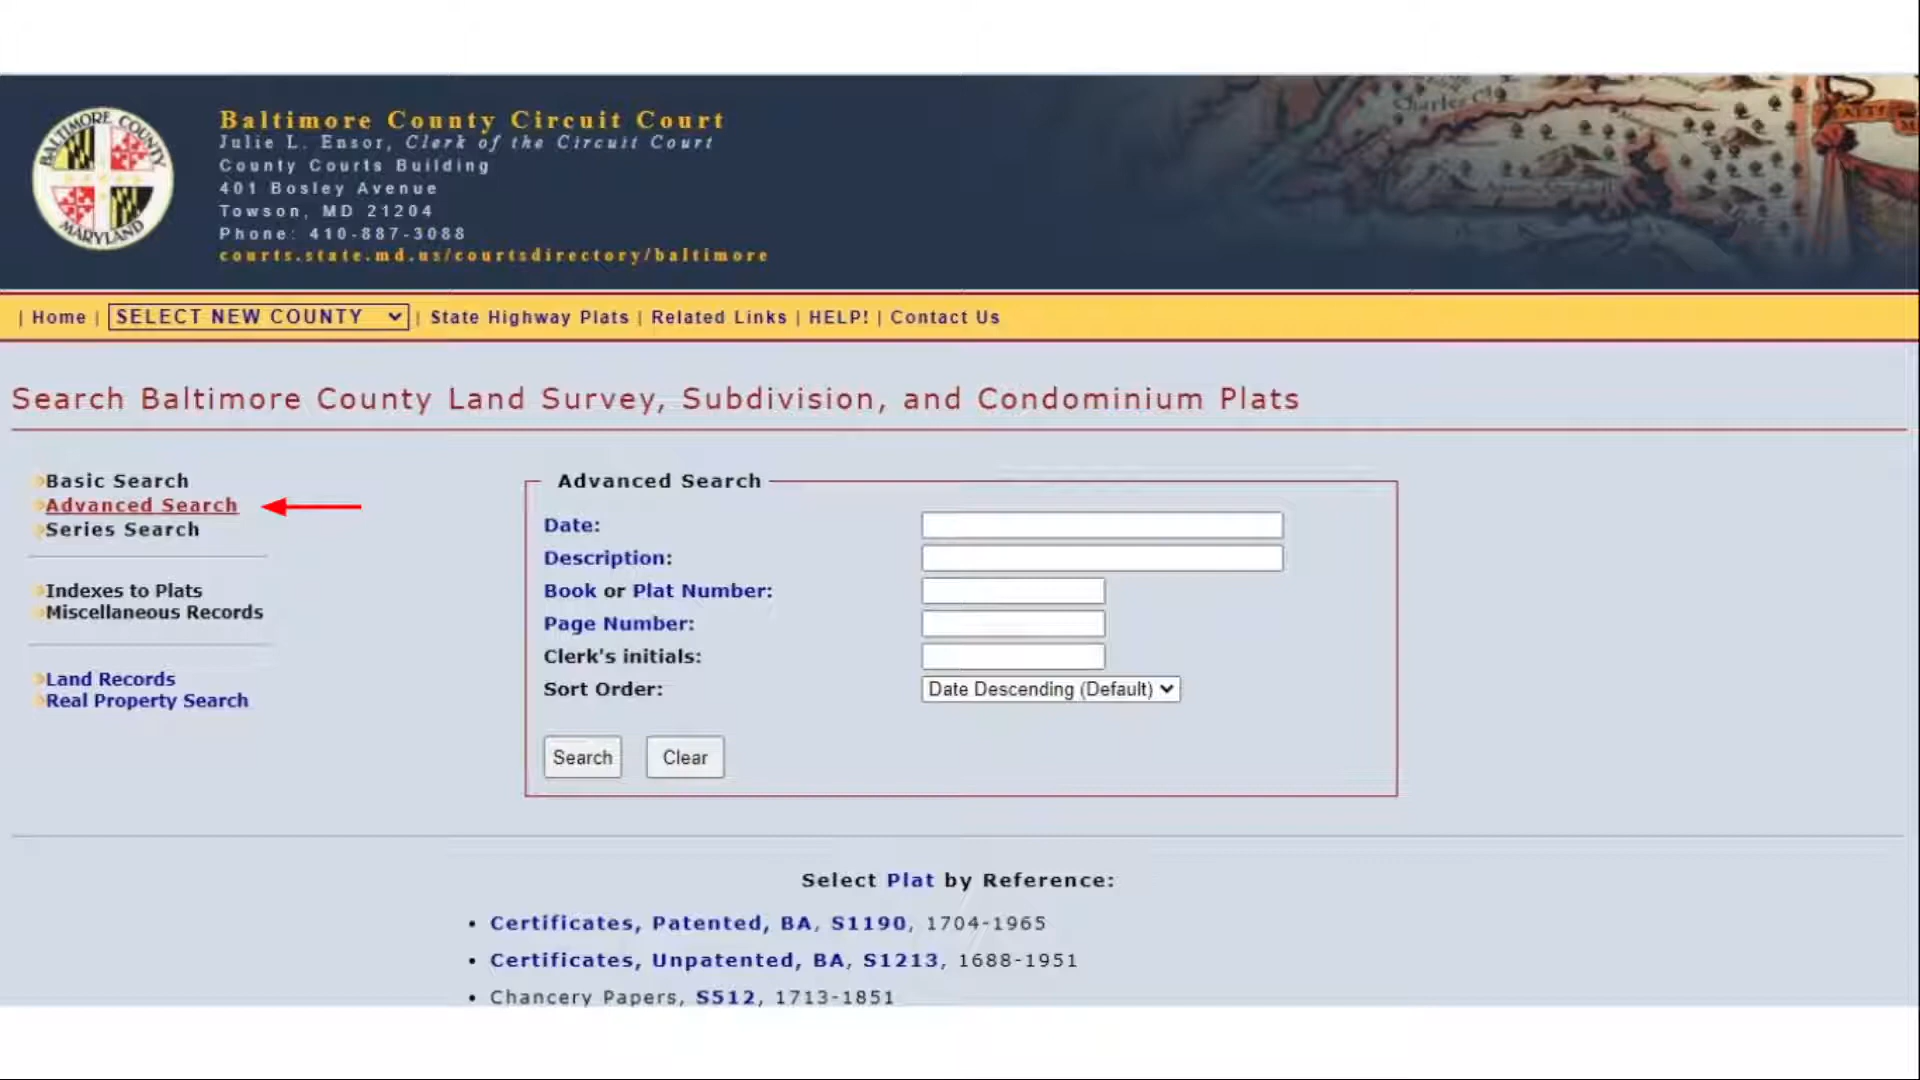 BALTIMORE COUNTY
MARYLAND
Baltimore County Circuit Court
Julie L. Ensor, Clerk of the Circuit Court
County Courts Building
401 Bosley Avenue
Towson, MD 21204
Phone: 410-887-3088
courts.state.md.us/courtsdirectory/baltimore
Charles Co
| Home | SELECT NEW COUNTY | State Highway Plats | Related Links | HELP! | Contact Us
Search Baltimore County Land Survey, Subdivision, and Condominium Plats
Basic Search
Advanced Search
Series Search
Indexes to Plats
Miscellaneous Records
Land Records
Real Property Search
Advanced Search
Date:
Description:
Book or Plat Number:
Page Number:
Clerk's initials:
Sort Order: Date Descending (Default)
Search Clear
Select Plat by Reference:
• Certificates, Patented, BA, S1190, 1704-1965
• Certificates, Unpatented, BA, S1213, 1688-1951
• Chancery Papers, S512, 1713-1851